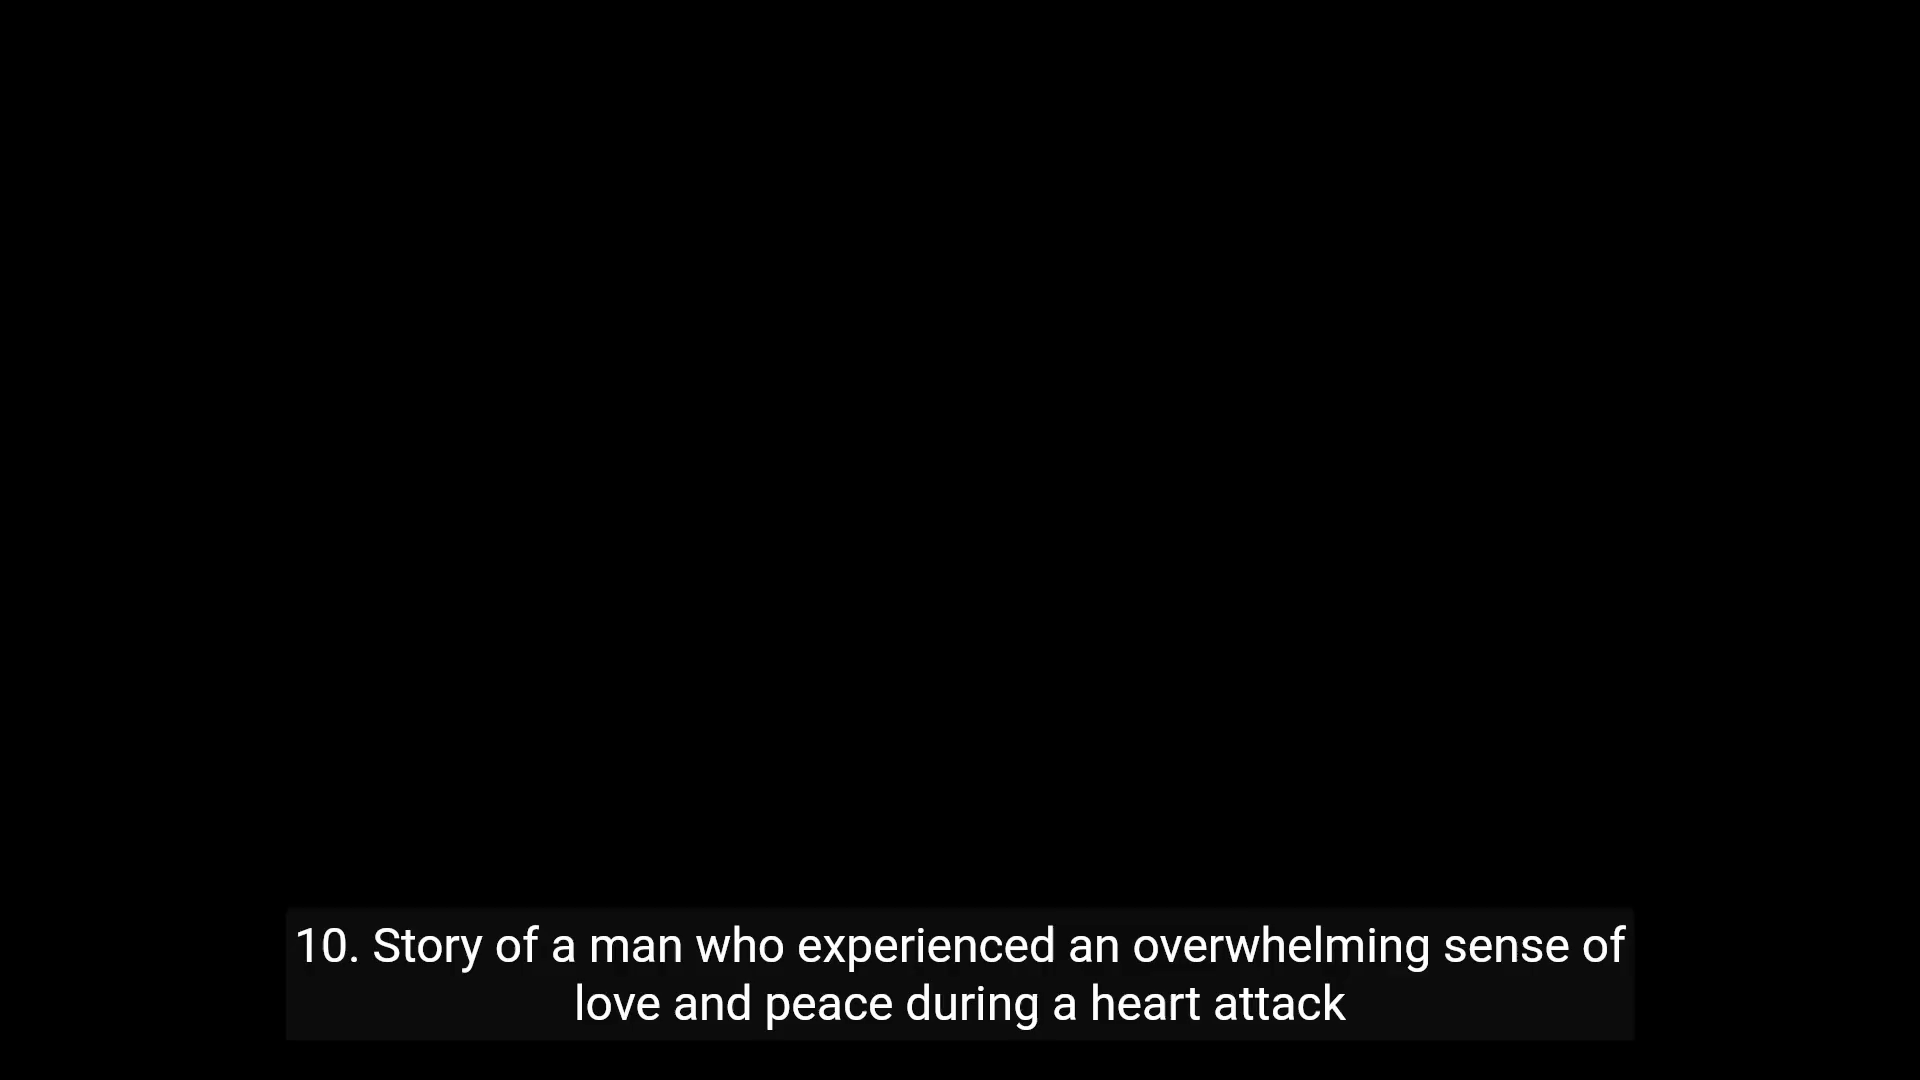 10. Story of a man who experienced an overwhelming sense of
love and peace during a heart attack